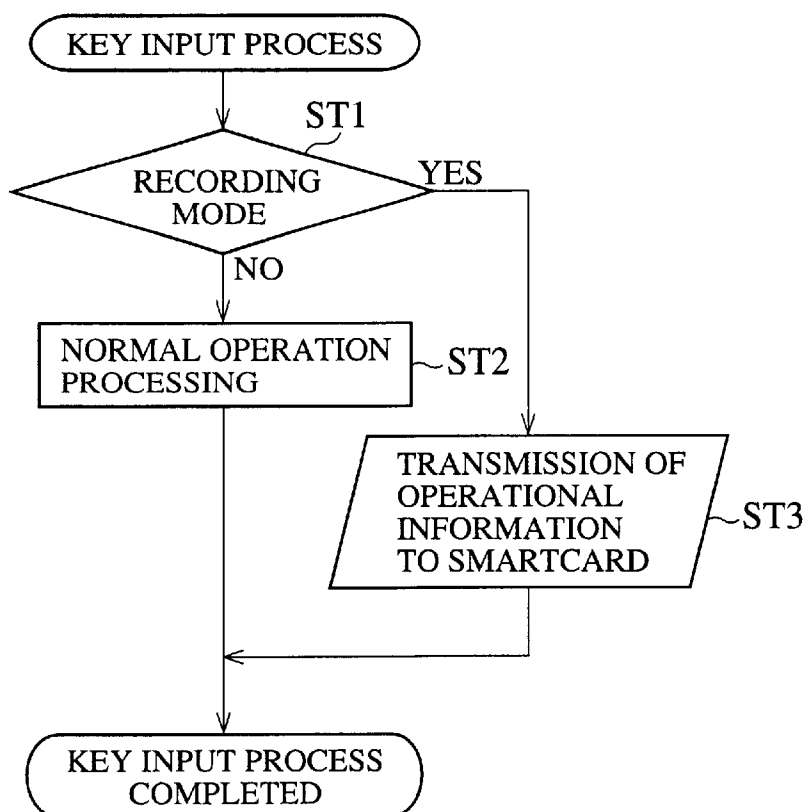 KEY INPUT PROCESS
ST1
RECORDING
MODE
YES
NO
NORMAL OPERATION
PROCESSING
ST2
TRANSMISSION OF
OPERATIONAL
INFORMATION
TO SMARTCARD
ST3
KEY INPUT PROCESS
COMPLETED